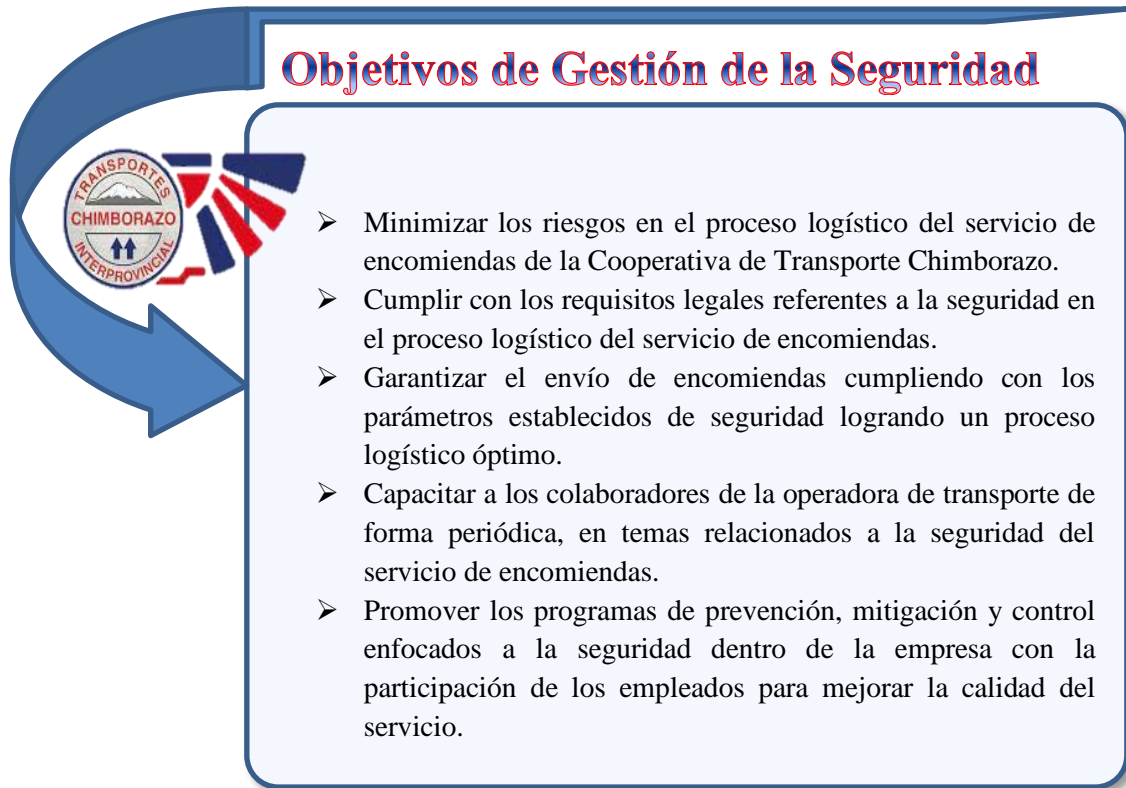 Objetivos de Gestión de la Seguridad
TRANSPORTES
CHIMBORAZO
INTERPROVINCIAL
➢ Minimizar los riesgos en el proceso logístico del servicio de
encomiendas de la Cooperativa de Transporte Chimborazo.
➢ Cumplir con los requisitos legales referentes a la seguridad en
el proceso logístico del servicio de encomiendas.
➢ Garantizar el envío de encomiendas cumpliendo con los
parámetros establecidos de seguridad logrando un proceso
logístico óptimo.
➢ Capacitar a los colaboradores de la operadora de transporte de
forma periódica, en temas relacionados a la seguridad del
servicio de encomiendas.
➢ Promover los programas de prevención, mitigación y control
enfocados a la seguridad dentro de la empresa con la
participación de los empleados para mejorar la calidad del
servicio.